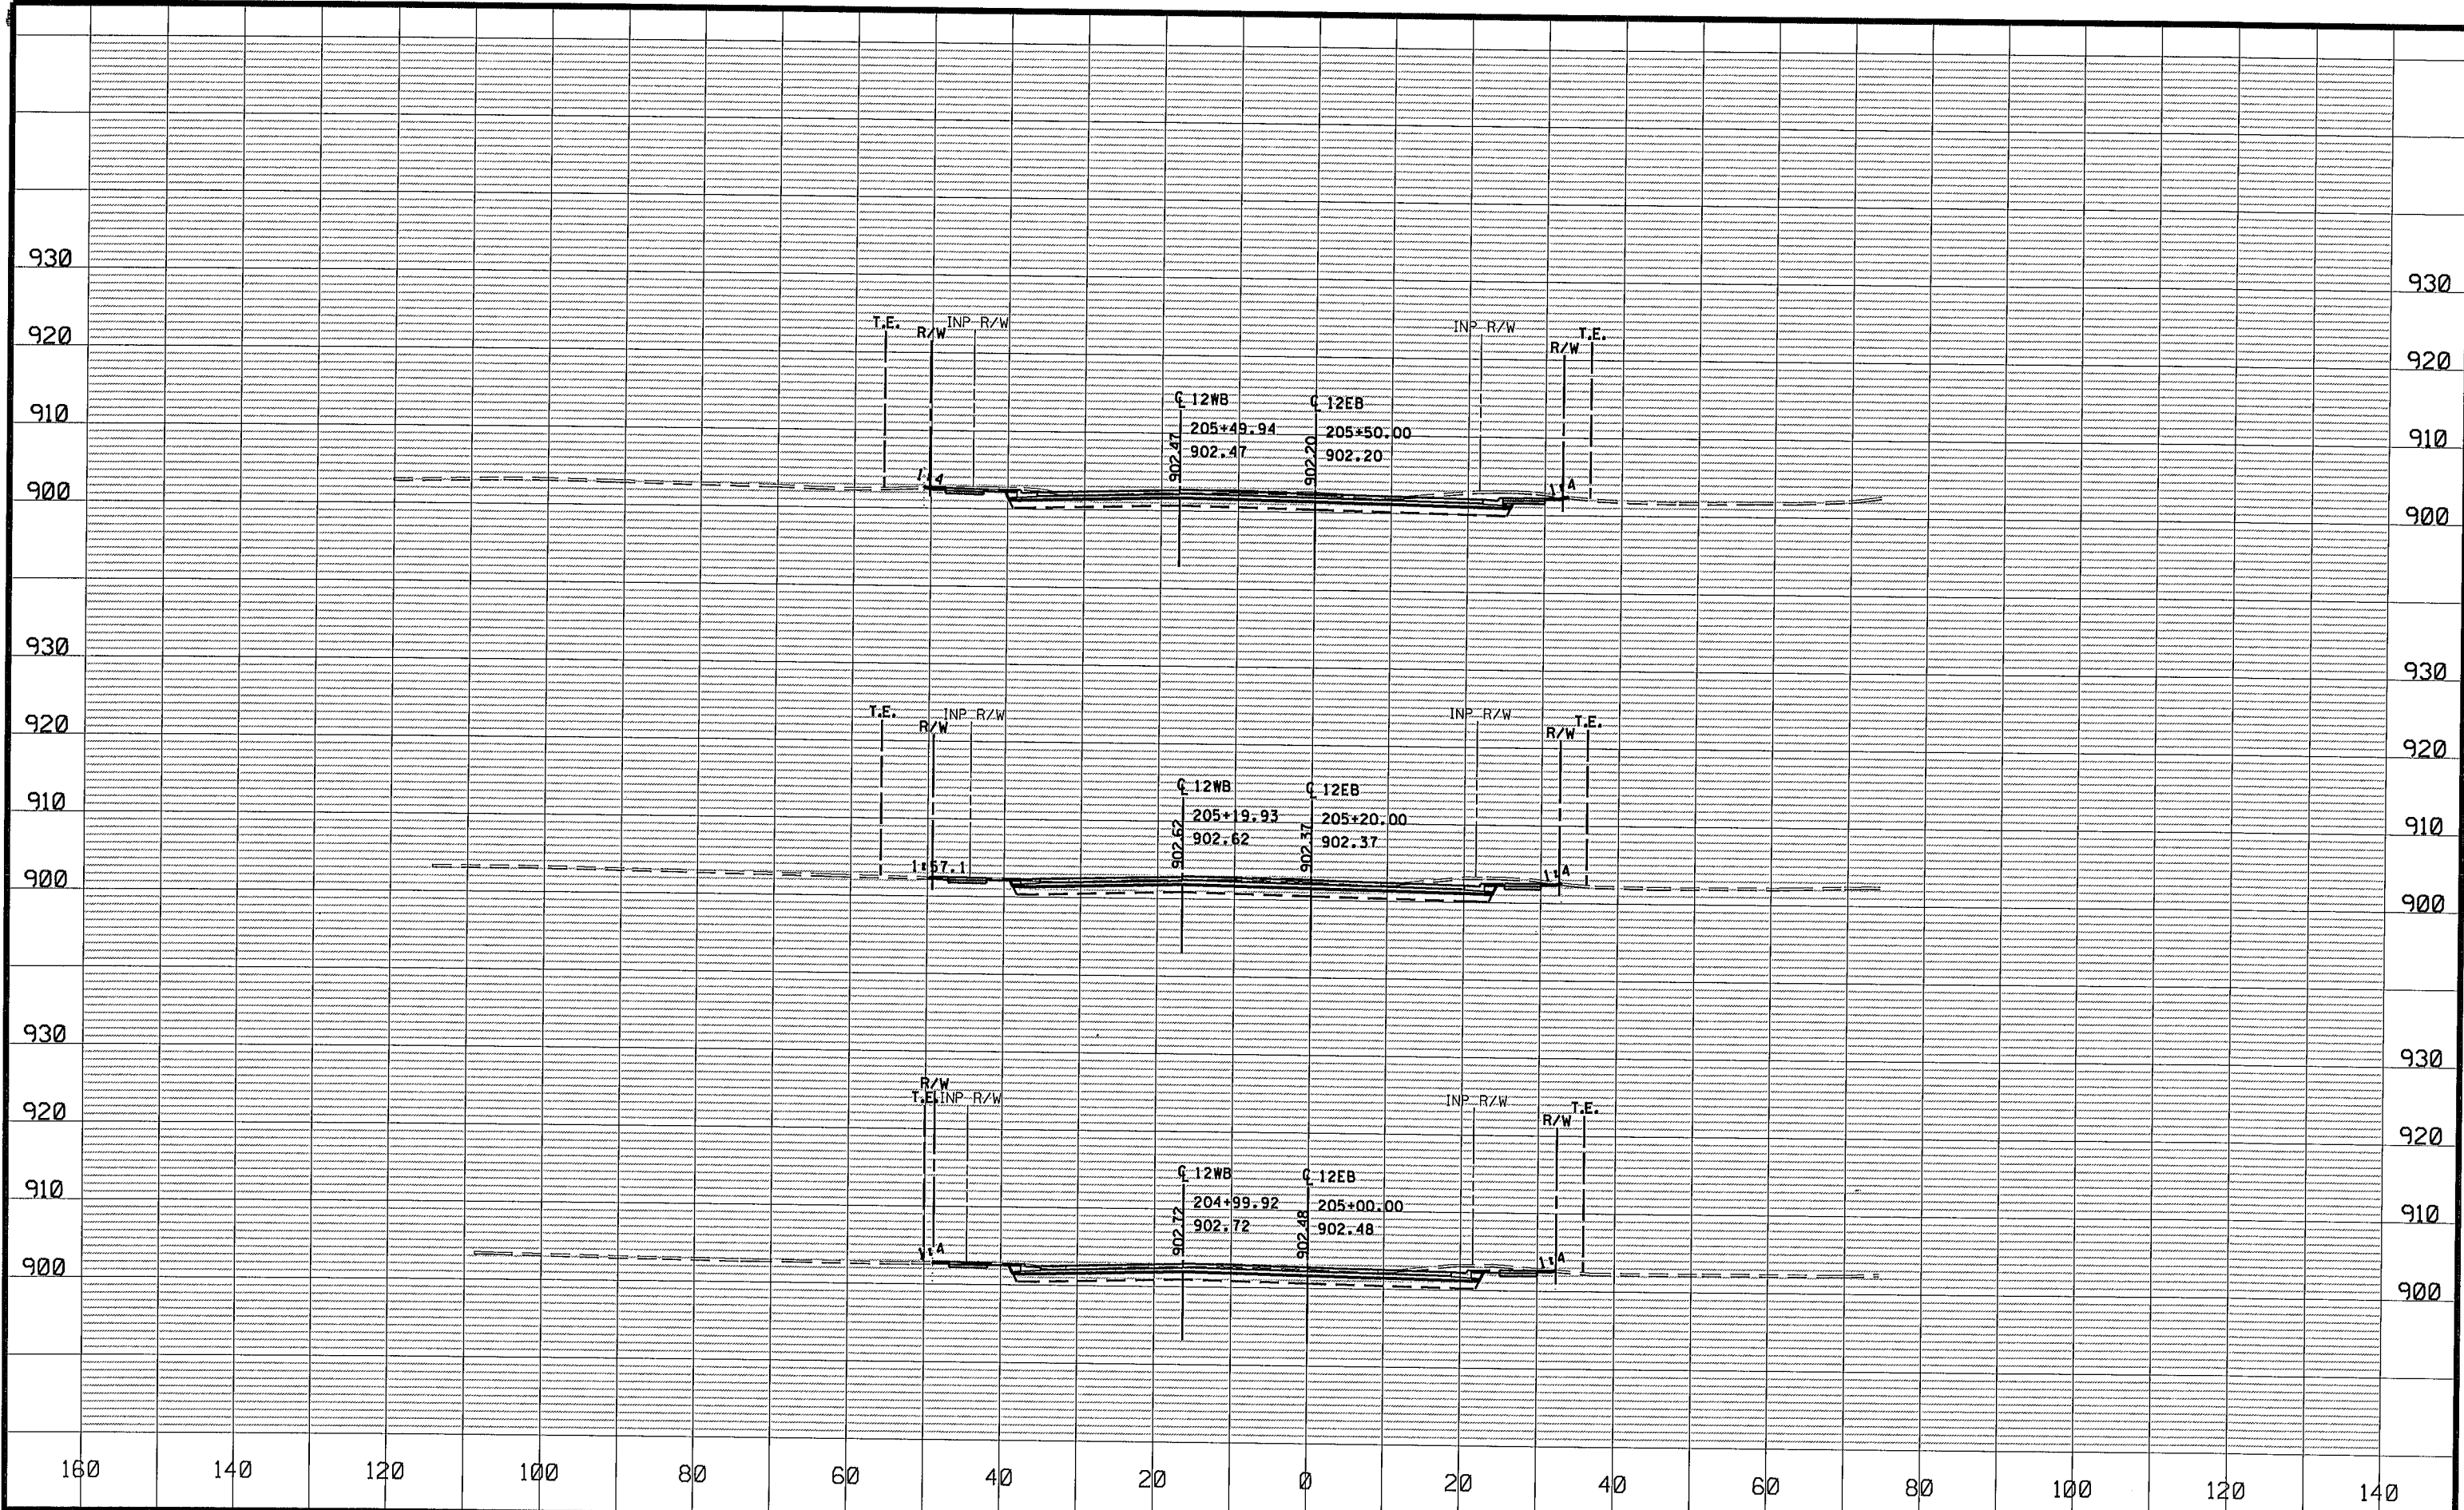 930 930
T.E. R/W INP R/W INP R/W R/W T.E.
920 920
℄ 12WB ℄ 12EB
910 205+49.94 205+50.00 910
902.47 902.47 902.20 902.20
1:4 1:4
900 900
930 930
T.E. R/W INP R/W INP R/W R/W T.E.
920 920
℄ 12WB ℄ 12EB
910 205+19.93 205+20.00 910
902.62 902.62 902.37 902.37
1:57.1 1:4
900 900
930 930
R/W
T.E. INP R/W INP R/W R/W T.E.
920 920
℄ 12WB ℄ 12EB
910 204+99.92 205+00.00 910
902.72 902.72 902.48 902.48
1:4 1:4
900 900
160 140 120 100 80 60 40 20 0 20 40 60 80 100 120 140